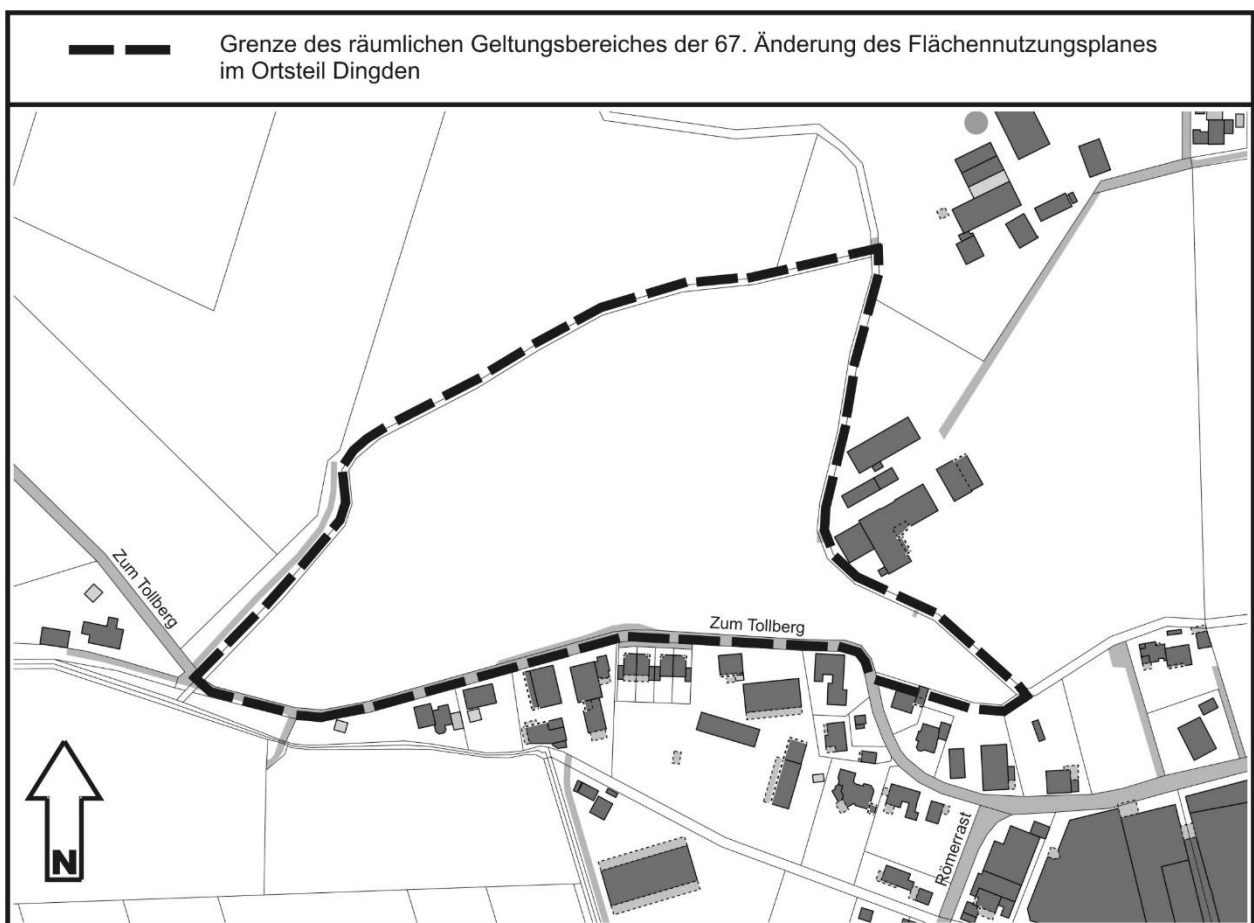 Grenze des räumlichen Geltungsbereiches der 67. Änderung des Flächennutzungsplanes
im Ortsteil Dingden
Zum Tollberg
Zum Tollberg
Römerrast
N